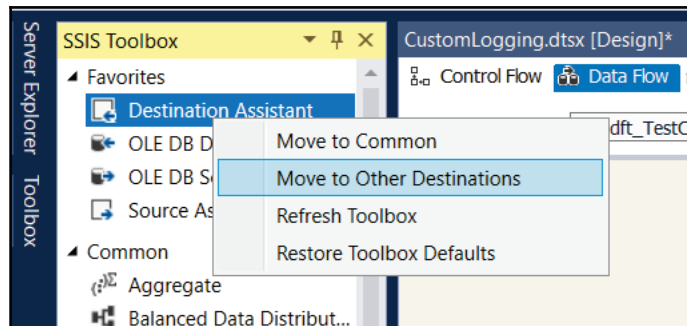 Server Explorer
Toolbox
SSIS Toolbox
CustomLogging.dtsx [Design]*
Favorites
Control Flow
Data Flow
Destination Assistant
dft_TestC
OLE DB D
Move to Common
OLE DB S
Move to Other Destinations
Source As
Refresh Toolbox
Common
Restore Toolbox Defaults
Aggregate
Balanced Data Distribut...